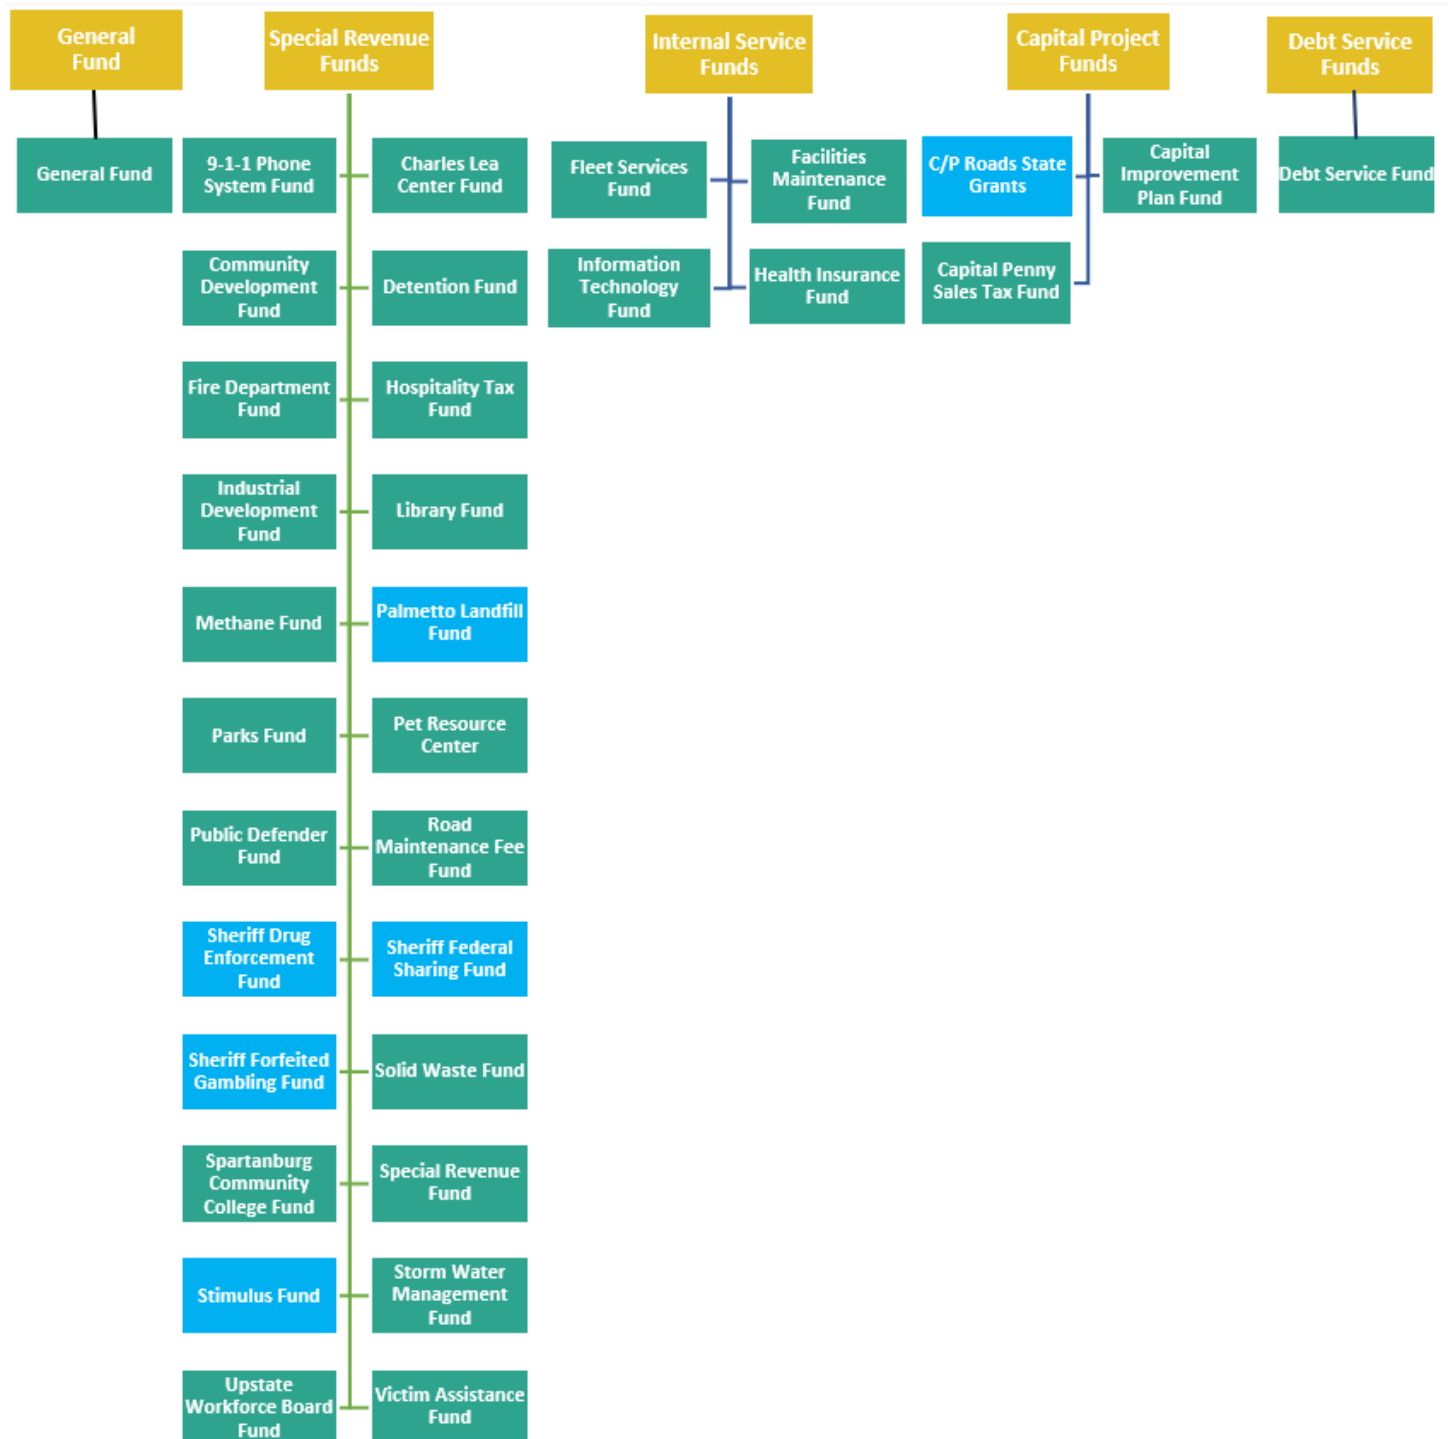 General
Fund
Special Revenue
Funds
Internal Service
Funds
Capital Project
Funds
Debt Service
Funds
General Fund
9-1-1 Phone
System Fund
Charles Lea
Center Fund
Fleet Services
Fund
Facilities
Maintenance
Fund
C/P Roads State
Grants
Capital
Improvement
Plan Fund
Debt Service Fund
Community
Development
Fund
Detention Fund
Information
Technology
Fund
Health Insurance
Fund
Capital Penny
Sales Tax Fund
Fire Department
Fund
Hospitality Tax
Fund
Industrial
Development
Fund
Library Fund
Methane Fund
Palmetto Landfill
Fund
Parks Fund
Pet Resource
Center
Public Defender
Fund
Road
Maintenance Fee
Fund
Sheriff Drug
Enforcement
Fund
Sheriff Federal
Sharing Fund
Sheriff Forfeited
Gambling Fund
Solid Waste Fund
Spartanburg
Community
College Fund
Special Revenue
Fund
Stimulus Fund
Storm Water
Management
Fund
Upstate
Workforce Board
Fund
Victim Assistance
Fund